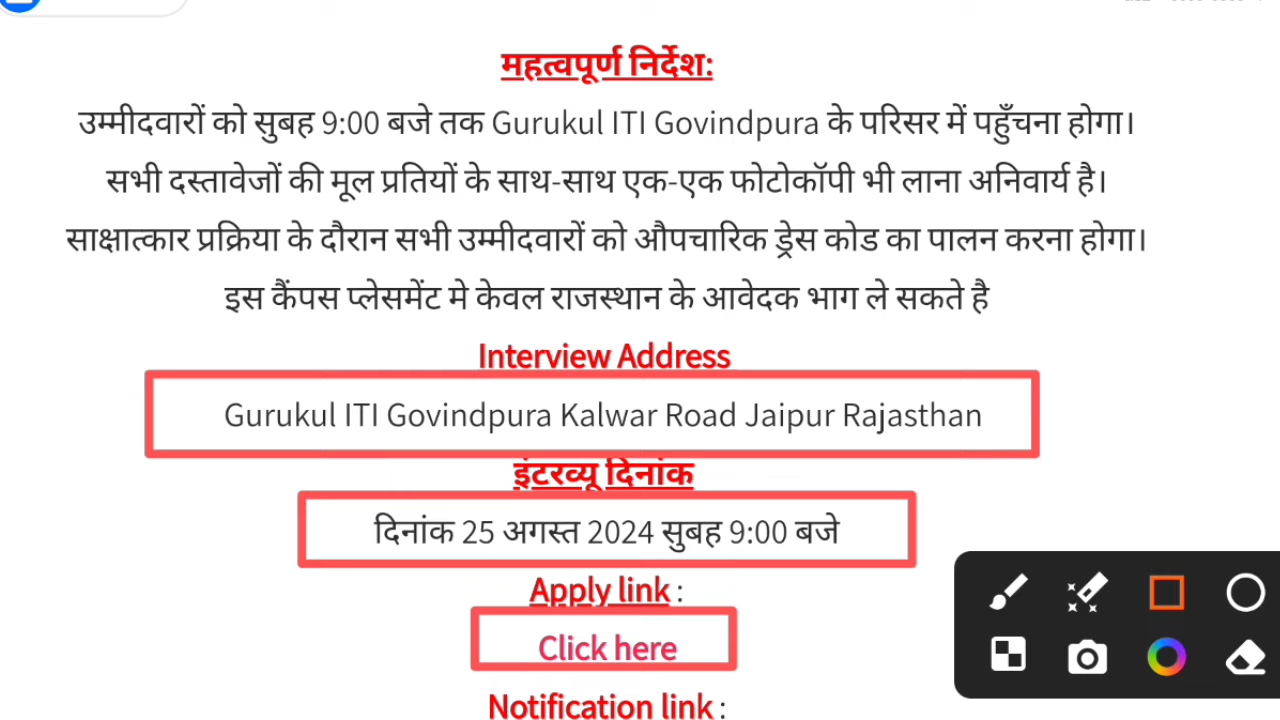 महत्वपूर्ण निर्देश:
उम्मीदवारों को सुबह 9:00 बजे तक Gurukul ITI Govindpura के परिसर में पहुँचना होगा।
सभी दस्तावेजों की मूल प्रतियों के साथ-साथ एक-एक फोटोकॉपी भी लाना अनिवार्य है।
साक्षात्कार प्रक्रिया के दौरान सभी उम्मीदवारों को औपचारिक ड्रेस कोड का पालन करना होगा।
इस कैंपस प्लेसमेंट मे केवल राजस्थान के आवेदक भाग ले सकते है
Interview Address
Gurukul ITI Govindpura Kalwar Road Jaipur Rajasthan
इंटरव्यू दिनांक
दिनांक 25 अगस्त 2024 सुबह 9:00 बजे
Apply link :
Click here
Notification link :